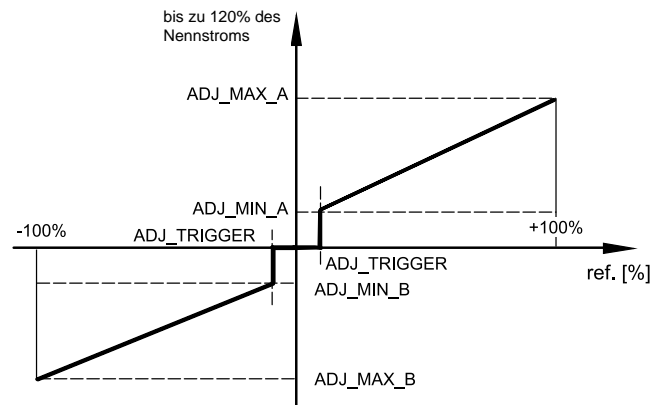 bis zu 120% des
Nennstroms
ADJ_MAX_A
ADJ_MIN_A
-100%
ADJ_TRIGGER
+100%
ADJ_TRIGGER
ref. [%]
ADJ_MIN_B
ADJ_MAX_B